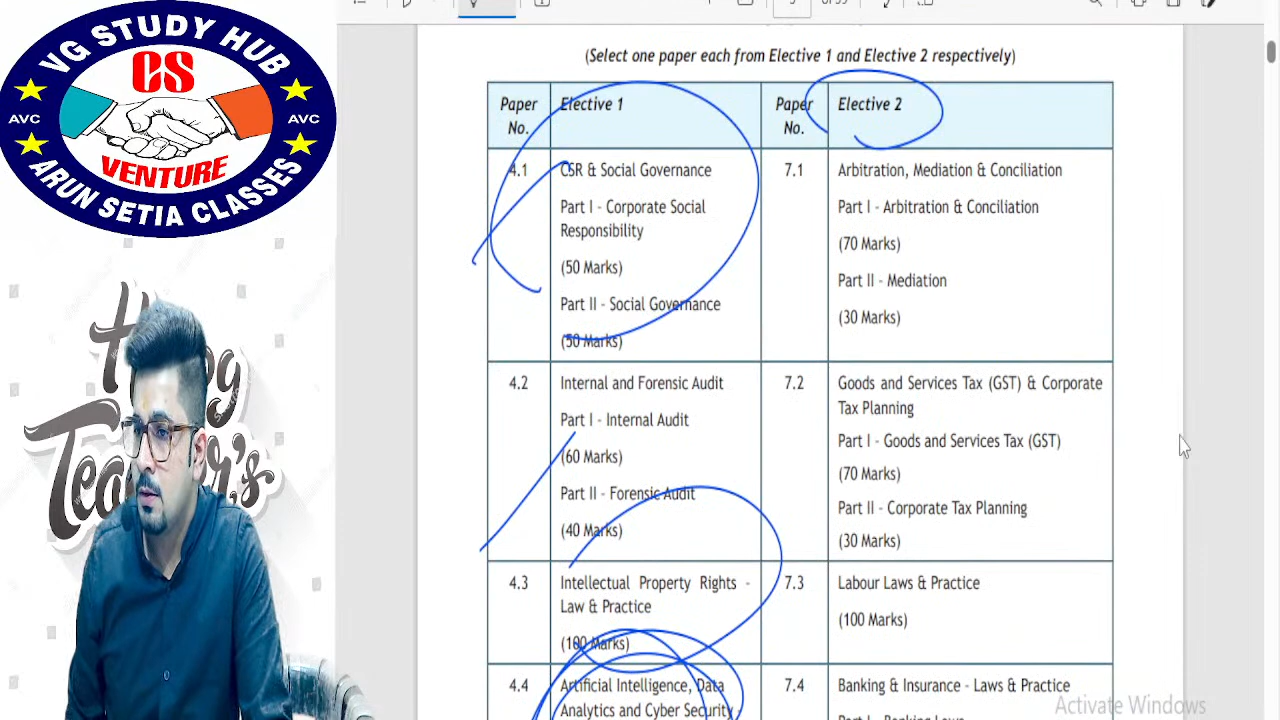 VG STUDY HUB
CS
AVC
AVC
VENTURE
ARUN SETIA CLASSES
(Select one paper each from Elective 1 and Elective 2 respectively)
Paper No.
Elective 1
Paper No.
Elective 2
4.1
CSR & Social Governance
Part I - Corporate Social
Responsibility
(50 Marks)
Part II - Social Governance
(50 Marks)
7.1
Arbitration, Mediation & Conciliation
Part I - Arbitration & Conciliation
(70 Marks)
Part II - Mediation
(30 Marks)
4.2
Internal and Forensic Audit
Part I - Internal Audit
(60 Marks)
Part II - Forensic Audit
(40 Marks)
7.2
Goods and Services Tax (GST) & Corporate
Tax Planning
Part I - Goods and Services Tax (GST)
(70 Marks)
Part II - Corporate Tax Planning
(30 Marks)
4.3
Intellectual Property Rights -
Law & Practice
(100 Marks)
7.3
Labour Laws & Practice
(100 Marks)
4.4
Artificial Intelligence, Data
Analytics and Cyber Security
7.4
Banking & Insurance - Laws & Practice
Part I - Banking Laws
Activate Windows